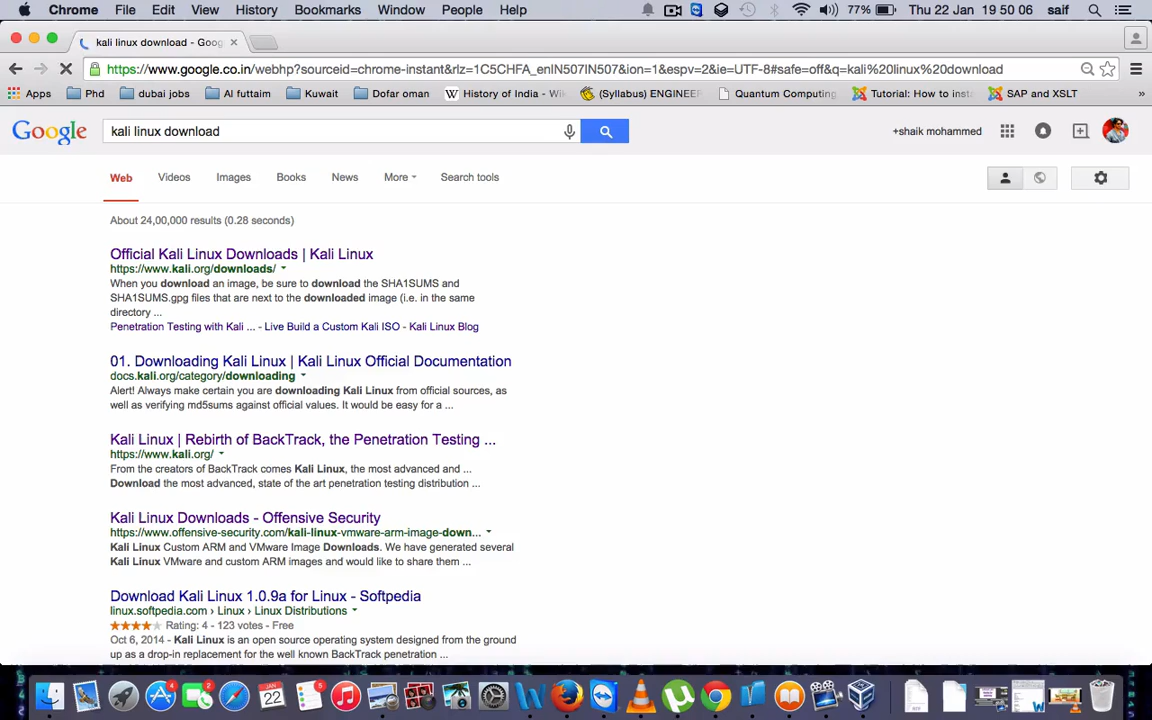 Chrome File Edit View History Bookmarks Window People Help 77% Thu 22 Jan 19 50 06 saif
kali linux download - Goog
https://www.google.co.in/webhp?sourceid=chrome-instant&rlz=1C5CHFA_enIN507IN507&ion=1&espv=2&ie=UTF-8#safe=off&q=kali%20linux%20download
Apps Phd dubai jobs Al futtaim Kuwait Dofar oman History of India - Wik (Syllabus) ENGINEE Quantum Computing Tutorial: How to inst SAP and XSLT »
Google kali linux download +shaik mohammed
Web Videos Images Books News More Search tools
About 24,00,000 results (0.28 seconds)
Official Kali Linux Downloads | Kali Linux
https://www.kali.org/downloads/
When you download an image, be sure to download the SHA1SUMS and
SHA1SUMS.gpg files that are next to the downloaded image (i.e. in the same
directory ...
Penetration Testing with Kali ... - Live Build a Custom Kali ISO - Kali Linux Blog
01. Downloading Kali Linux | Kali Linux Official Documentation
docs.kali.org/category/downloading
Alert! Always make certain you are downloading Kali Linux from official sources, as
well as verifying md5sums against official values. It would be easy for a ...
Kali Linux | Rebirth of BackTrack, the Penetration Testing ...
https://www.kali.org/
From the creators of BackTrack comes Kali Linux, the most advanced and ...
Download the most advanced, state of the art penetration testing distribution ...
Kali Linux Downloads - Offensive Security
https://www.offensive-security.com/kali-linux-vmware-arm-image-down...
Kali Linux Custom ARM and VMware Image Downloads. We have generated several
Kali Linux VMware and custom ARM images and would like to share them ...
Download Kali Linux 1.0.9a for Linux - Softpedia
linux.softpedia.com › Linux › Linux Distributions
Rating: 4 - 123 votes - Free
Oct 6, 2014 - Kali Linux is an open source operating system designed from the ground
up as a drop-in replacement for the well known BackTrack penetration ...